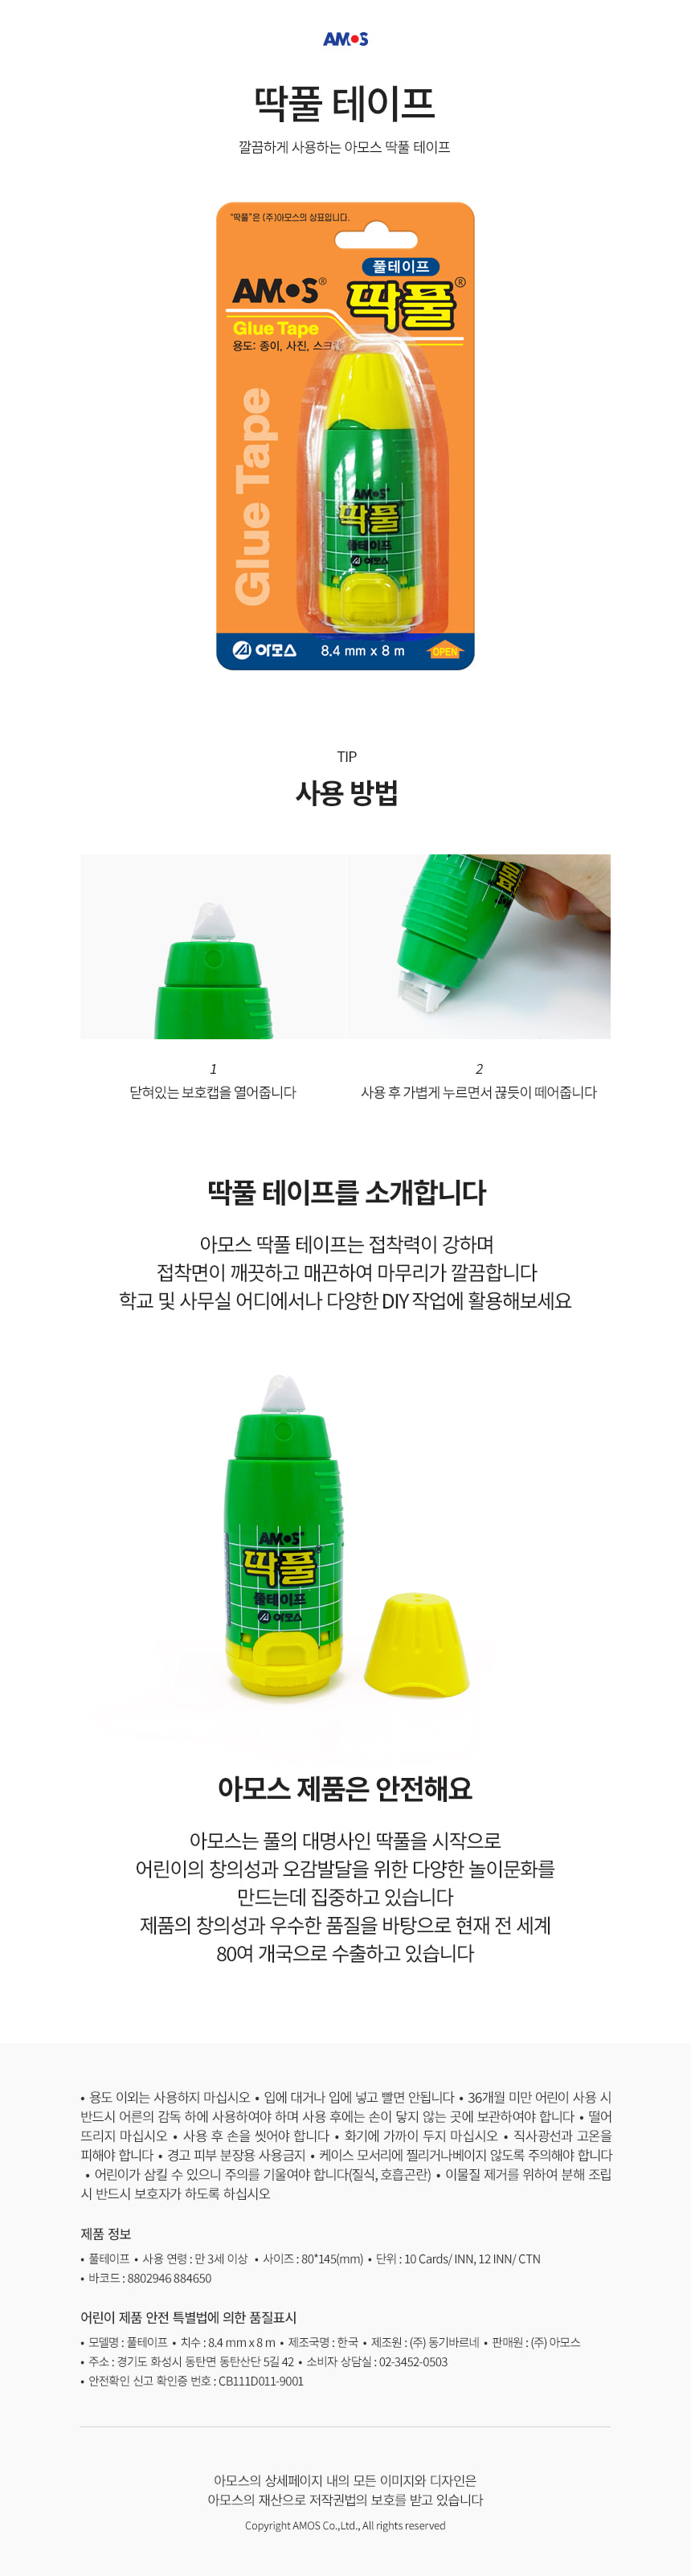 AMOS
딱풀 테이프
깔끔하게 사용하는 아모스 딱풀 테이프
"딱풀"은 (주)아모스의 상표입니다.
풀테이프
AMOS® 딱풀®
Glue Tape
용도: 종이, 사진, 스크랩
Glue Tape
AMOS
딱풀
풀테이프
아모스
아모스 8.4 mm x 8 m OPEN
TIP
사용 방법
1
닫혀있는 보호캡을 열어줍니다
2
사용 후 가볍게 누르면서 끊듯이 떼어줍니다
딱풀 테이프를 소개합니다
아모스 딱풀 테이프는 접착력이 강하며
접착면이 깨끗하고 매끈하여 마무리가 깔끔합니다
학교 및 사무실 어디에서나 다양한 DIY 작업에 활용해보세요
AMOS
딱풀
풀테이프
아모스
아모스 제품은 안전해요
아모스는 풀의 대명사인 딱풀을 시작으로
어린이의 창의성과 오감발달을 위한 다양한 놀이문화를
만드는데 집중하고 있습니다
제품의 창의성과 우수한 품질을 바탕으로 현재 전 세계
80여 개국으로 수출하고 있습니다
• 용도 이외는 사용하지 마십시오 • 입에 대거나 입에 넣고 빨면 안됩니다 • 36개월 미만 어린이 사용 시
반드시 어른의 감독 하에 사용하여야 하며 사용 후에는 손이 닿지 않는 곳에 보관하여야 합니다 • 떨어
뜨리지 마십시오 • 사용 후 손을 씻어야 합니다 • 화기에 가까이 두지 마십시오 • 직사광선과 고온을
피해야 합니다 • 경고 피부 분장용 사용금지 • 케이스 모서리에 찔리거나베이지 않도록 주의해야 합니다
• 어린이가 삼킬 수 있으니 주의를 기울여야 합니다(질식, 호흡곤란) • 이물질 제거를 위하여 분해 조립
시 반드시 보호자가 하도록 하십시오
제품 정보
• 풀테이프 • 사용 연령 : 만 3세 이상 • 사이즈 : 80*145(mm) • 단위 : 10 Cards/ INN, 12 INN/ CTN
• 바코드 : 8802946 884650
어린이 제품 안전 특별법에 의한 품질표시
• 모델명 : 풀테이프 • 치수 : 8.4 mm x 8 m • 제조국명 : 한국 • 제조원 : (주) 동기바르네 • 판매원 : (주) 아모스
• 주소 : 경기도 화성시 동탄면 동탄산단 5길 42 • 소비자 상담실 : 02-3452-0503
• 안전확인 신고 확인증 번호 : CB111D011-9001
아모스의 상세페이지 내의 모든 이미지와 디자인은
아모스의 재산으로 저작권법의 보호를 받고 있습니다
Copyright AMOS Co.,Ltd., All rights reserved